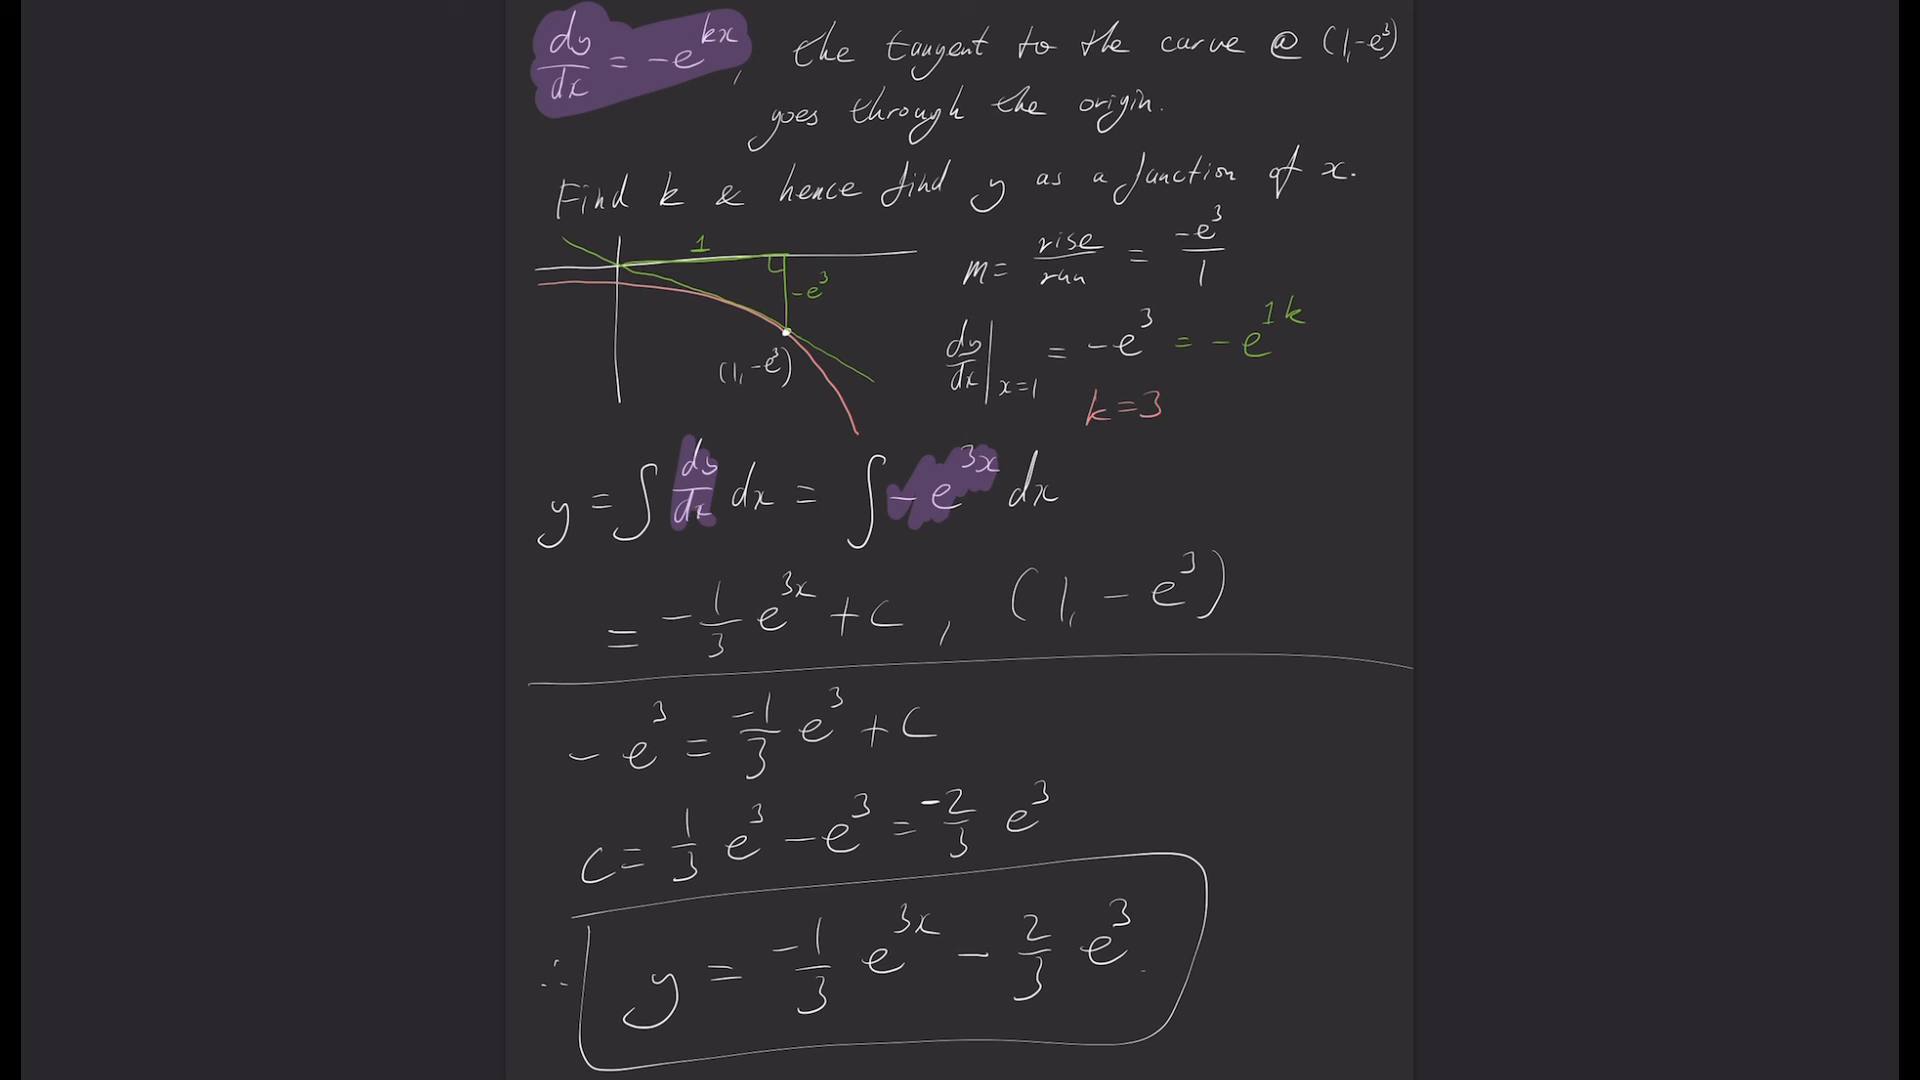 dy/dx = -e^{kx}, the tangent to the curve @ (1, -e^3)
goes through the origin.
Find k & hence find y as a function of x.
1
-e^3
(1, -e^3)
m = rise/run = -e^3/1
dy/dx|_{x=1} = -e^3 = -e^{1k}
k = 3
y = ∫ dy/dx dx = ∫ -e^{3x} dx
= -1/3 e^{3x} + c , (1, -e^3)
-e^3 = -1/3 e^3 + c
c = 1/3 e^3 - e^3 = -2/3 e^3
∴ y = -1/3 e^{3x} - 2/3 e^3.